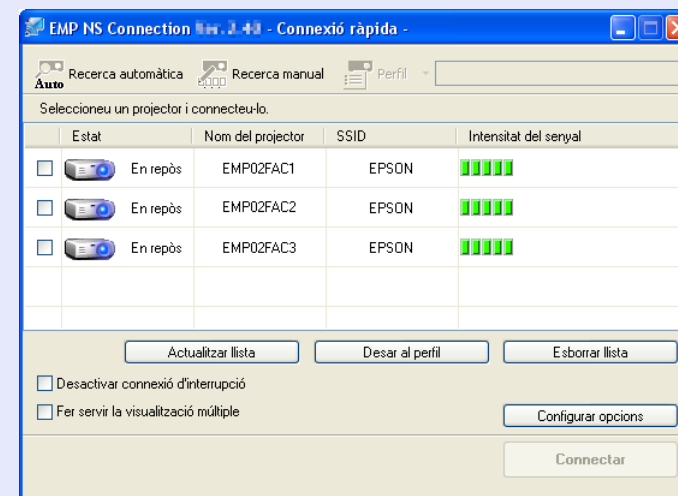 EMP NS Connection - Connexió ràpida -
Auto Recerca automàtica Recerca manual Perfil
Seleccioneu un projector i connecteu-lo.
Estat Nom del projector SSID Intensitat del senyal
En repòs EMP02FAC1 EPSON
En repòs EMP02FAC2 EPSON
En repòs EMP02FAC3 EPSON
Actualitzar llista Desar al perfil Esborrar llista
Desactivar connexió d'interrupció
Fer servir la visualització múltiple
Configurar opcions
Connectar